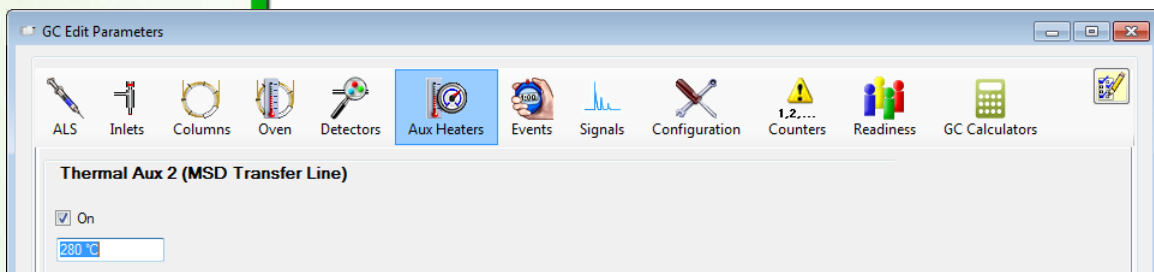 GC Edit Parameters
ALS Inlets Columns Oven Detectors Aux Heaters Events Signals Configuration 1,2,... Counters Readiness GC Calculators
Thermal Aux 2 (MSD Transfer Line)
On
280 °C